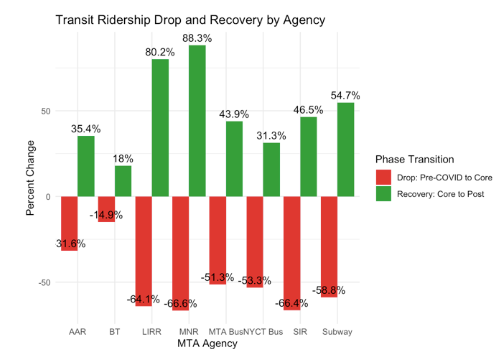 Transit Ridership Drop and Recovery by Agency
88.3%
80.2%
54.7%
46.5%
43.9%
35.4%
31.3%
18%
50
0
-50
-14.9%
31.6%
-51.3%
-53.3%
-58.8%
-64.1%
-66.6%
-66.4%
Percent Change
AAR BT LIRR MNR MTA Bus NYCT Bus SIR Subway
MTA Agency
Phase Transition
Drop: Pre-COVID to Core
Recovery: Core to Post